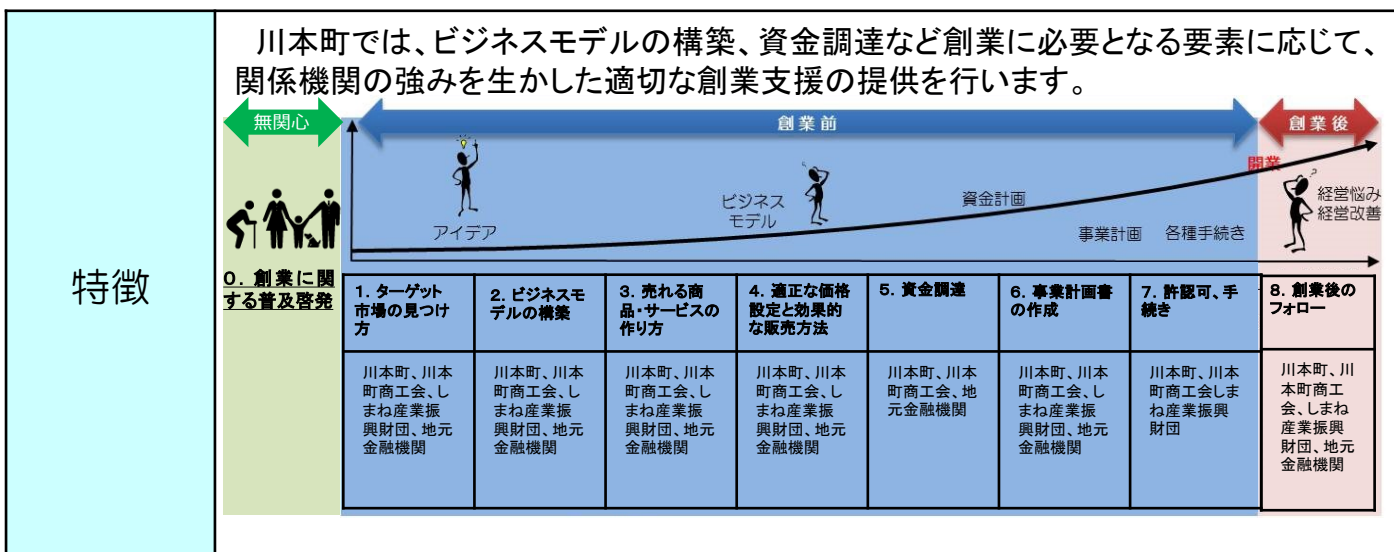 特徴
川本町では、ビジネスモデルの構築、資金調達など創業に必要となる要素に応じて、
関係機関の強みを生かした適切な創業支援の提供を行います。
無関心
創業前
創業後
開業
アイデア
ビジネス
モデル
資金計画
事業計画
各種手続き
経営悩み
経営改善
0. 創業に関
する普及啓発
1. ターゲット
市場の見つけ
方
2. ビジネスモ
デルの構築
3. 売れる商
品・サービスの
作り方
4. 適正な価格
設定と効果的
な販売方法
5. 資金調達
6. 事業計画書
の作成
7. 許認可、手
続き
8. 創業後の
フォロー
川本町、川本
町商工会、し
まね産業振
興財団、地元
金融機関
川本町、川本
町商工会、し
まね産業振
興財団、地元
金融機関
川本町、川本
町商工会、し
まね産業振
興財団、地元
金融機関
川本町、川本
町商工会、し
まね産業振
興財団、地元
金融機関
川本町、川本
町商工会、地
元金融機関
川本町、川本
町商工会、し
まね産業振
興財団、地元
金融機関
川本町、川本
町商工会しま
ね産業振興
財団
川本町、川
本町商工
会、しまね
産業振興
財団、地元
金融機関